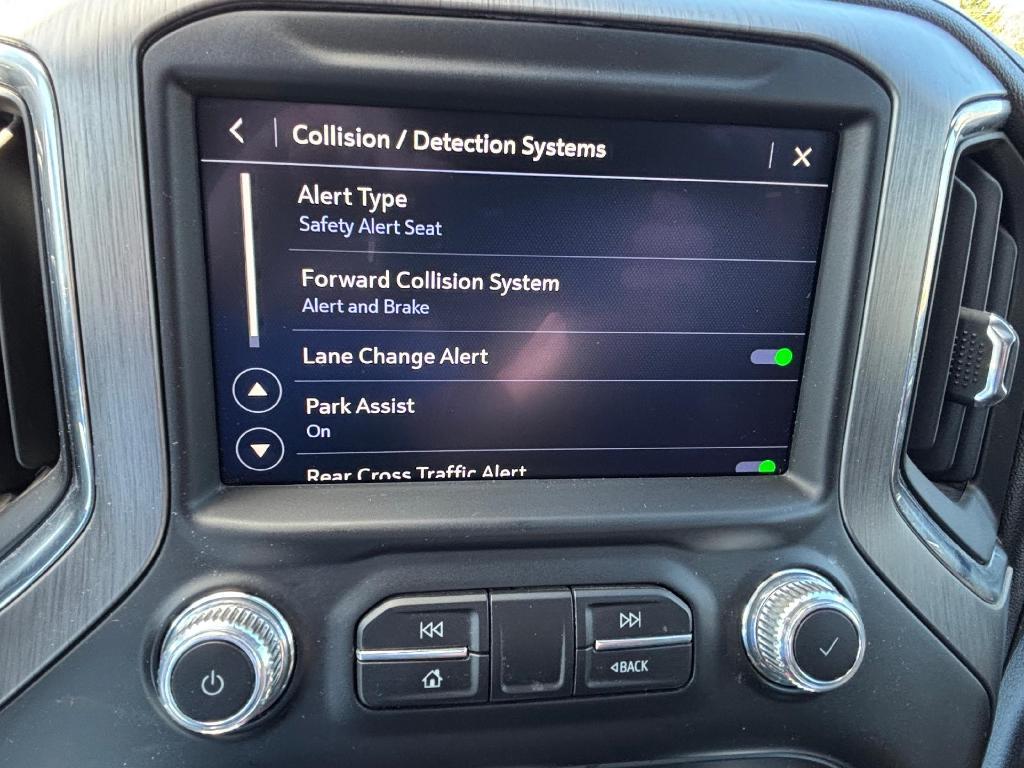 Collision / Detection Systems
Alert Type
Safety Alert Seat
Forward Collision System
Alert and Brake
Lane Change Alert
Park Assist
On
Rear Cross Traffic Alert
BACK